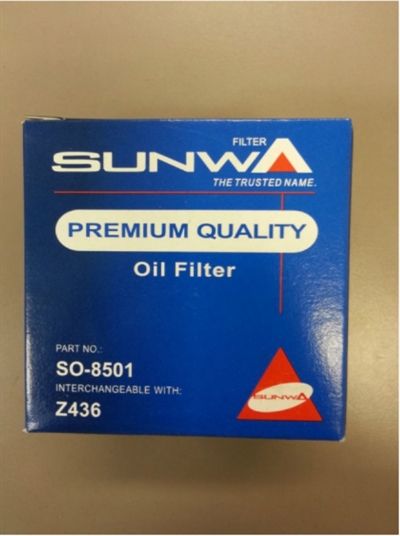 FILTER
SUNWA
THE TRUSTED NAME.
PREMIUM QUALITY
Oil Filter
PART NO.:
SO-8501
INTERCHANGEABLE WITH:
Z436
SUNWA